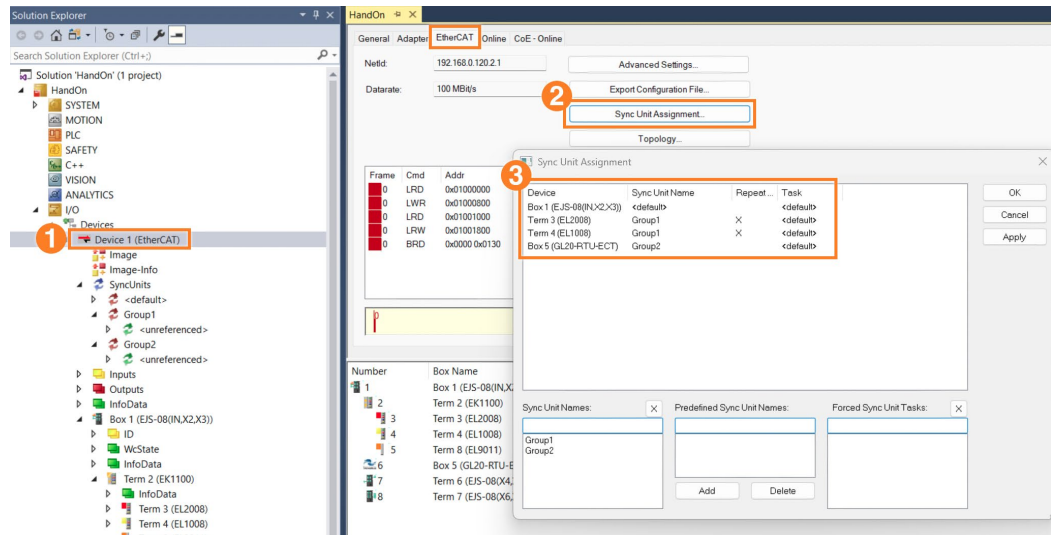 Solution Explorer
Search Solution Explorer (Ctrl+;)
Solution 'HandOn' (1 project)
HandOn
SYSTEM
MOTION
PLC
SAFETY
C++
VISION
ANALYTICS
I/O
Devices
1
Device 1 (EtherCAT)
Image
Image-Info
SyncUnits
<default>
Group1
<unreferenced>
Group2
<unreferenced>
Inputs
Outputs
InfoData
Box 1 (EJS-08(IN,X2,X3))
ID
WcState
InfoData
Term 2 (EK1100)
InfoData
Term 3 (EL2008)
Term 4 (EL1008)
HandOn
General Adapter EtherCAT Online CoE - Online
NetId: 192.168.0.120.2.1 Advanced Settings...
Datarate: 100 MBit/s Export Configuration File...
2
Sync Unit Assignment...
Topology...
Frame Cmd Addr
0 LRD 0x01000000
0 LWR 0x01000800
0 LRD 0x01001000
0 LRW 0x01001800
0 BRD 0x0000 0x0130
0
Number Box Name
1 Box 1 (EJS-08(IN,X
2 Term 2 (EK1100)
3 Term 3 (EL2008)
4 Term 4 (EL1008)
5 Term 8 (EL9011)
6 Box 5 (GL20-RTU-E
7 Term 6 (EJS-08(X4,
8 Term 7 (EJS-08(X6,
Sync Unit Assignment
3
Device Sync Unit Name Repeat... Task
Box 1 (EJS-08(IN,X2,X3)) <default> <default>
Term 3 (EL2008) Group1 X <default>
Term 4 (EL1008) Group1 X <default>
Box 5 (GL20-RTU-ECT) Group2 <default>
OK
Cancel
Apply
Sync Unit Names: X Predefined Sync Unit Names: Forced Sync Unit Tasks: X
Group1
Group2
Add Delete